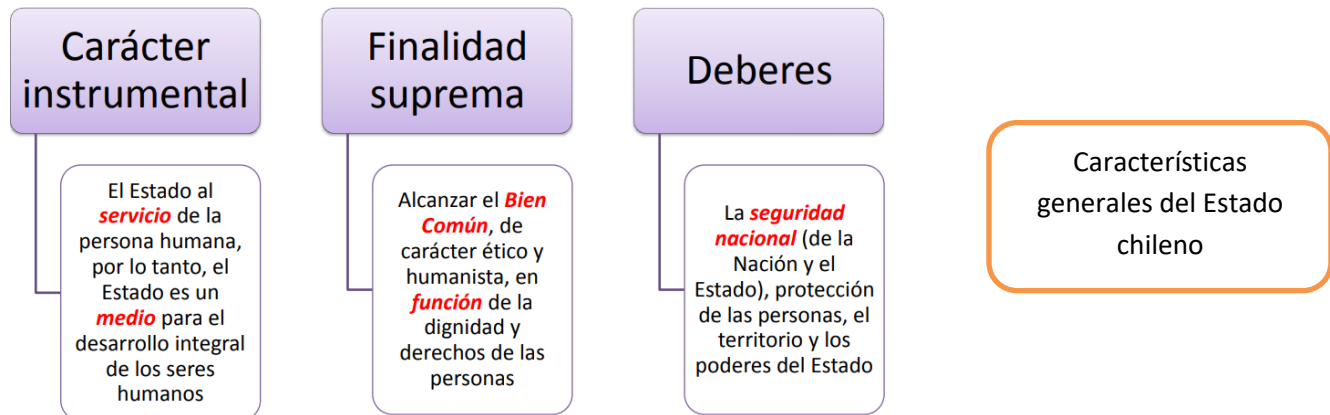 Carácter
instrumental
El Estado al
servicio de la
persona humana,
por lo tanto, el
Estado es un
medio para el
desarrollo integral
de los seres
humanos
Finalidad
suprema
Alcanzar el Bien
Común, de
carácter ético y
humanista, en
función de la
dignidad y
derechos de las
personas
Deberes
La seguridad
nacional (de la
Nación y el
Estado), protección
de las personas, el
territorio y los
poderes del Estado
Características
generales del Estado
chileno